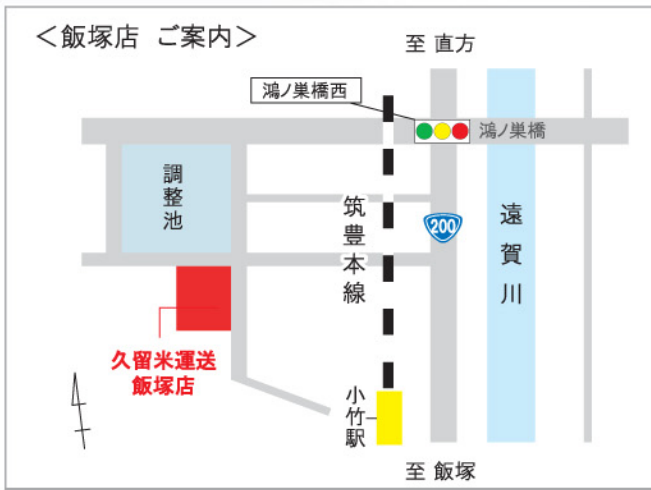 ＜飯塚店 ご案内＞
至 直方
鴻ノ巣橋西
鴻ノ巣橋
調整池
筑豊本線
200
遠賀川
久留米運送
飯塚店
小竹駅
至 飯塚